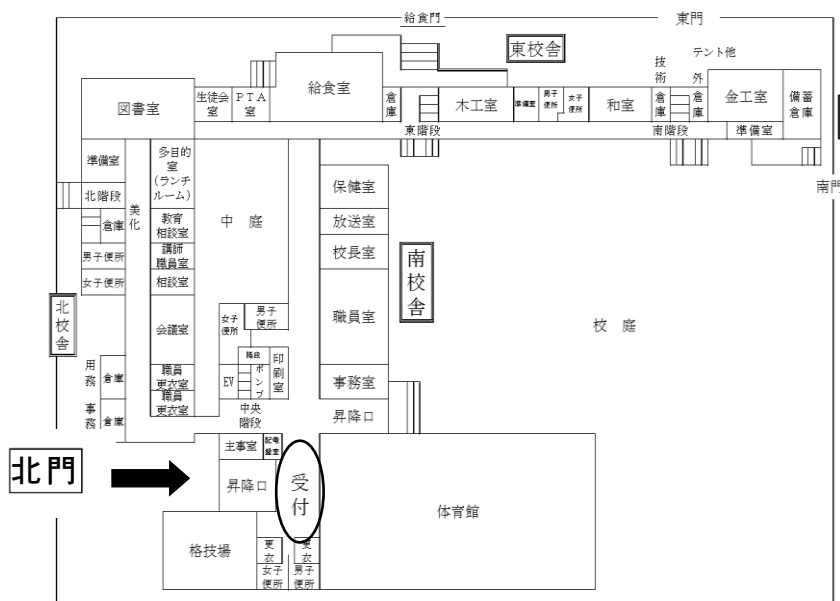 給食門
東門
東校舎
技術
テント他
外
図書室
生徒会室
PTA室
給食室
倉庫
木工室
準備室
男子便所
女子便所
和室
倉庫
倉庫
金工室
備蓄倉庫
東階段
南階段
準備室
南門
準備室
多目的室
(ランチルーム)
保健室
北階段
美化
倉庫
教育相談室
中庭
放送室
男子便所
講師職員室
校長室
南校舎
女子便所
相談室
北校舎
会議室
女子便所
男子便所
職員室
校庭
階段
印刷室
用務
倉庫
職員更衣室
EV
ポンプ
事務室
事務
倉庫
職員更衣室
中央階段
昇降口
主事室
配電盤室
北門
昇降口
受付
体育館
格技場
更衣
更衣
女子便所
男子便所